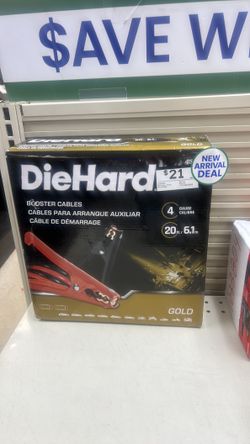 $AVE W
$21
NEW
ARRIVAL
DEAL
DieHard
BOOSTER CABLES
CABLES PARA ARRANQUE AUXILIAR
CÂBLE DE DÉMARRAGE
4 GAUGE
20 6.1
GOLD